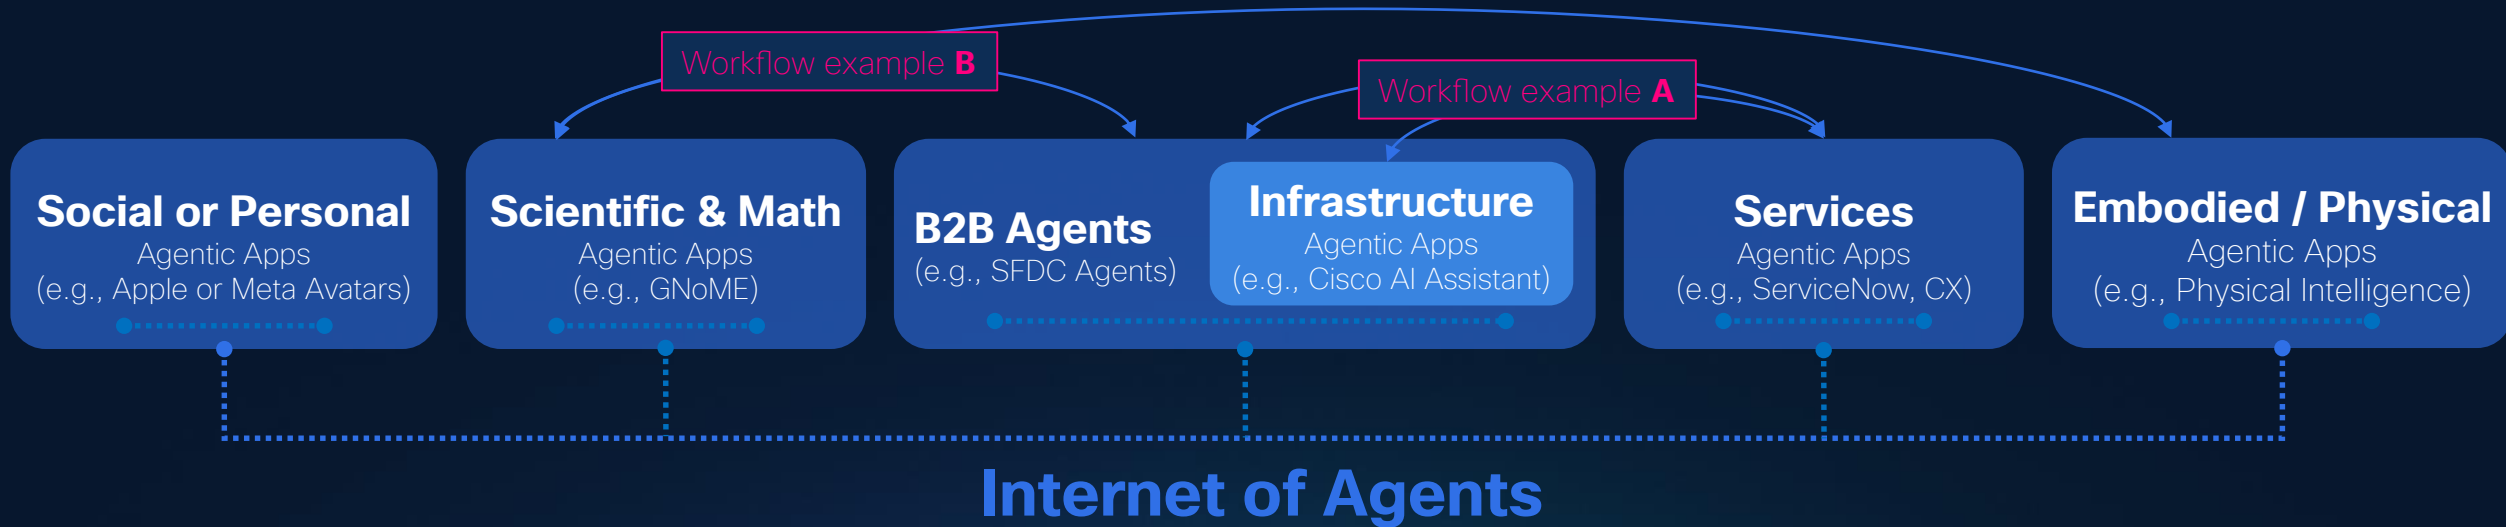 Workflow example B
Workflow example A
Social or Personal
Agentic Apps
(e.g., Apple or Meta Avatars)
Scientific & Math
Agentic Apps
(e.g., GNoME)
B2B Agents
(e.g., SFDC Agents)
Infrastructure
Agentic Apps
(e.g., Cisco AI Assistant)
Services
Agentic Apps
(e.g., ServiceNow, CX)
Embodied / Physical
Agentic Apps
(e.g., Physical Intelligence)
Internet of Agents